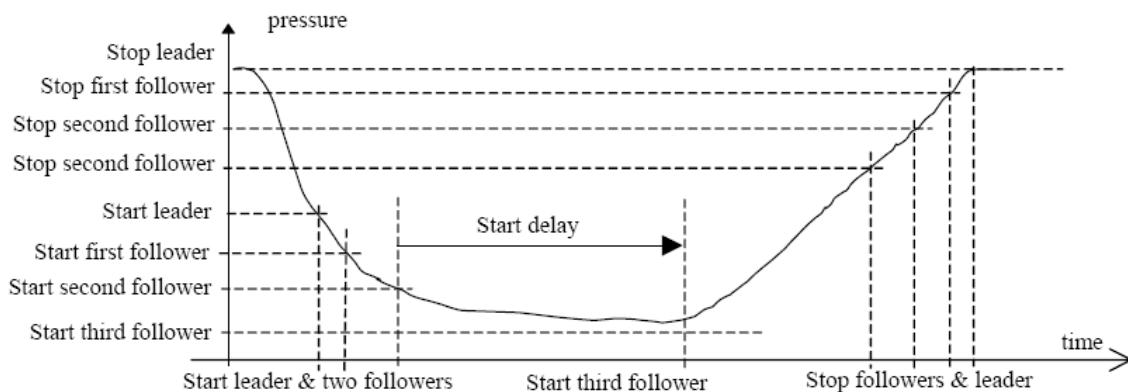 pressure
Stop leader
Stop first follower
Stop second follower
Stop second follower
Start leader
Start delay
Start first follower
Start second follower
Start third follower
time
Start leader & two followers
Start third follower
Stop followers & leader